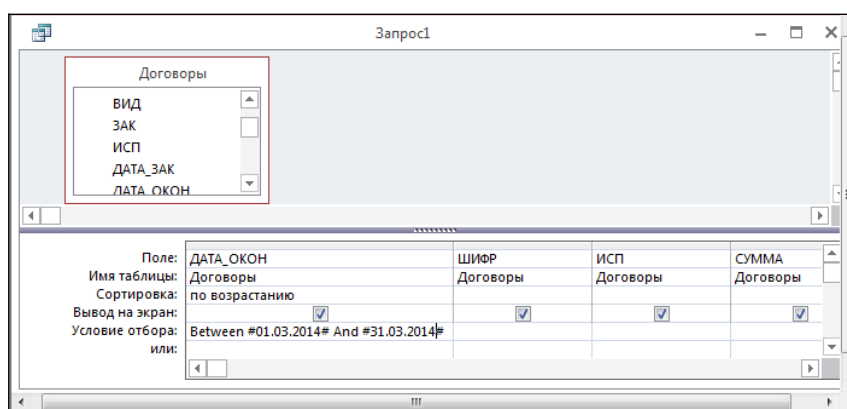 Запрос1
Договоры
ВИД
ЗАК
ИСП
ДАТА_ЗАК
ДАТА_ОКОН
Поле: ДАТА_ОКОН ШИФР ИСП СУММА
Имя таблицы: Договоры Договоры Договоры Договоры
Сортировка: по возрастанию
Вывод на экран:
Условие отбора: Between #01.03.2014# And #31.03.2014#
или: